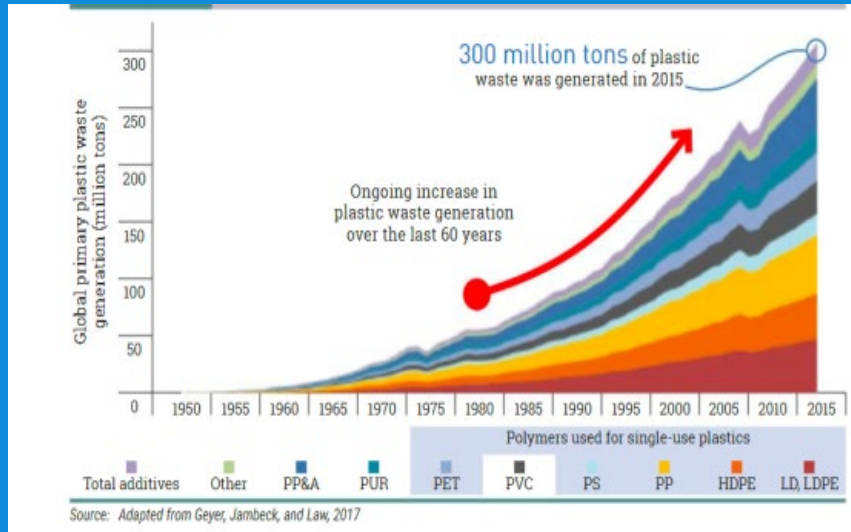 300 million tons of plastic
waste was generated in 2015
Ongoing increase in
plastic waste generation
over the last 60 years
Global primary plastic waste
generation (million tons)
300
250
200
150
100
50
0
1950 1955 1960 1965 1970 1975 1980 1985 1990 1995 2000 2005 2010 2015
Polymers used for single-use plastics
Total additives Other PP&A PUR PET PVC PS PP HDPE LD, LDPE
Source: Adapted from Geyer, Jambeck, and Law, 2017